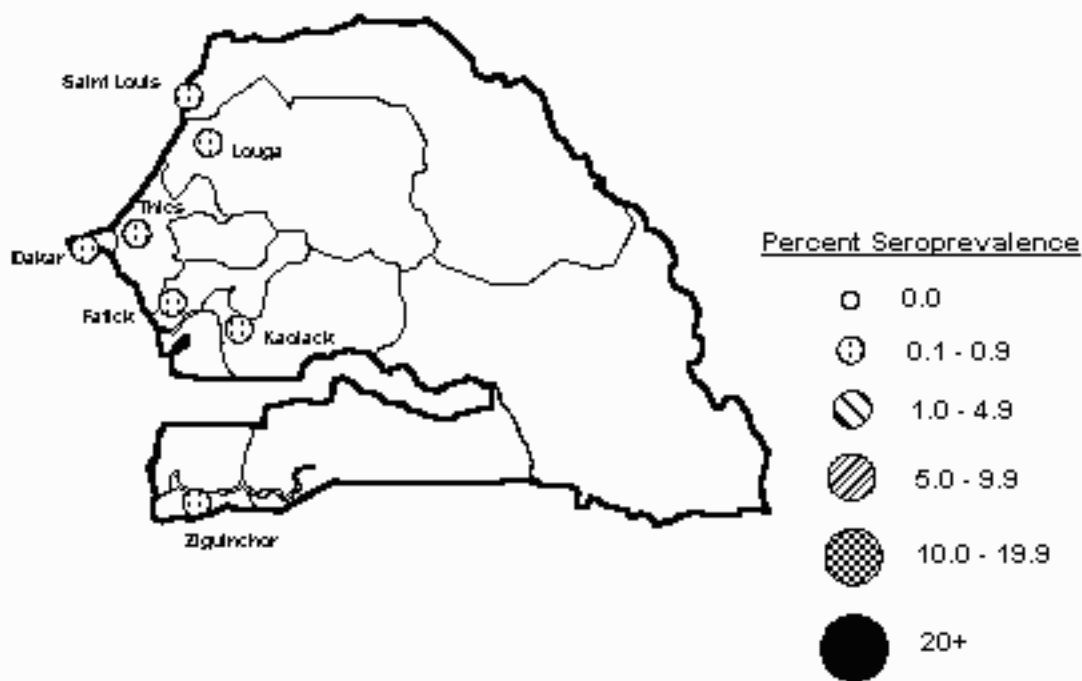 Saint Louis
Louga
Thies
Dakar
Fatick
Kaolack
Ziguinchor
Percent Seroprevalence
0.0
0.1 - 0.9
1.0 - 4.9
5.0 - 9.9
10.0 - 19.9
20+